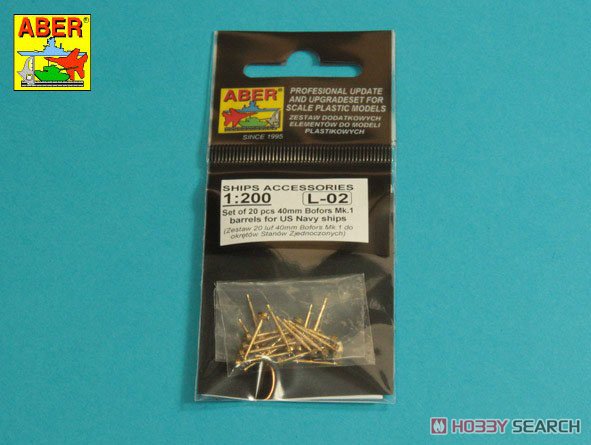 ABER®
ABER®
SINCE 1995
PROFESIONAL UPDATE
AND UPGRADESET FOR
SCALE PLASTIC MODELS
ZESTAW DODATKOWYCH
ELEMENTÓW DO MODELI
PLASTIKOWYCH
SHIPS ACCESSORIES
1:200 L-02
Set of 20 pcs 40mm Bofors Mk.1
barrels for US Navy ships
(Zestaw 20 luf 40mm Bofors Mk.1 do
okrętów Stanów Zjednoczonych)
HOBBY SEARCH